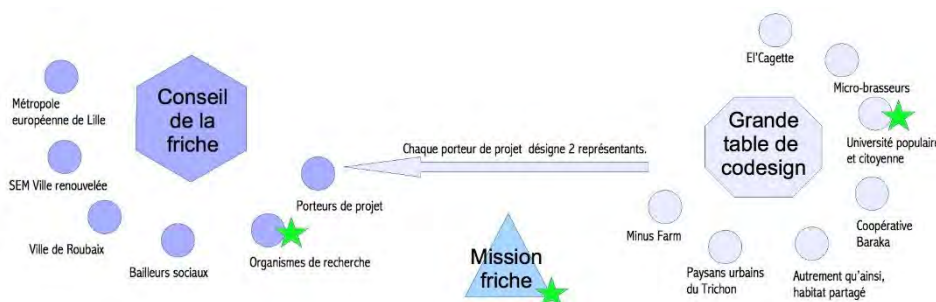 Métropole
européenne de Lille
SEM Ville renouvelée
Ville de Roubaix
Bailleurs sociaux
Organismes de recherche
Porteurs de projet
Conseil
de la
friche
Chaque porteur de projet désigne 2 représentants.
Mission
friche
Grande
table de
codesign
El'Cagette
Micro-brasseurs
Université populaire
et citoyenne
Coopérative
Baraka
Autrement qu'ainsi,
habitat partagé
Paysans urbains
du Trichon
Minus Farm